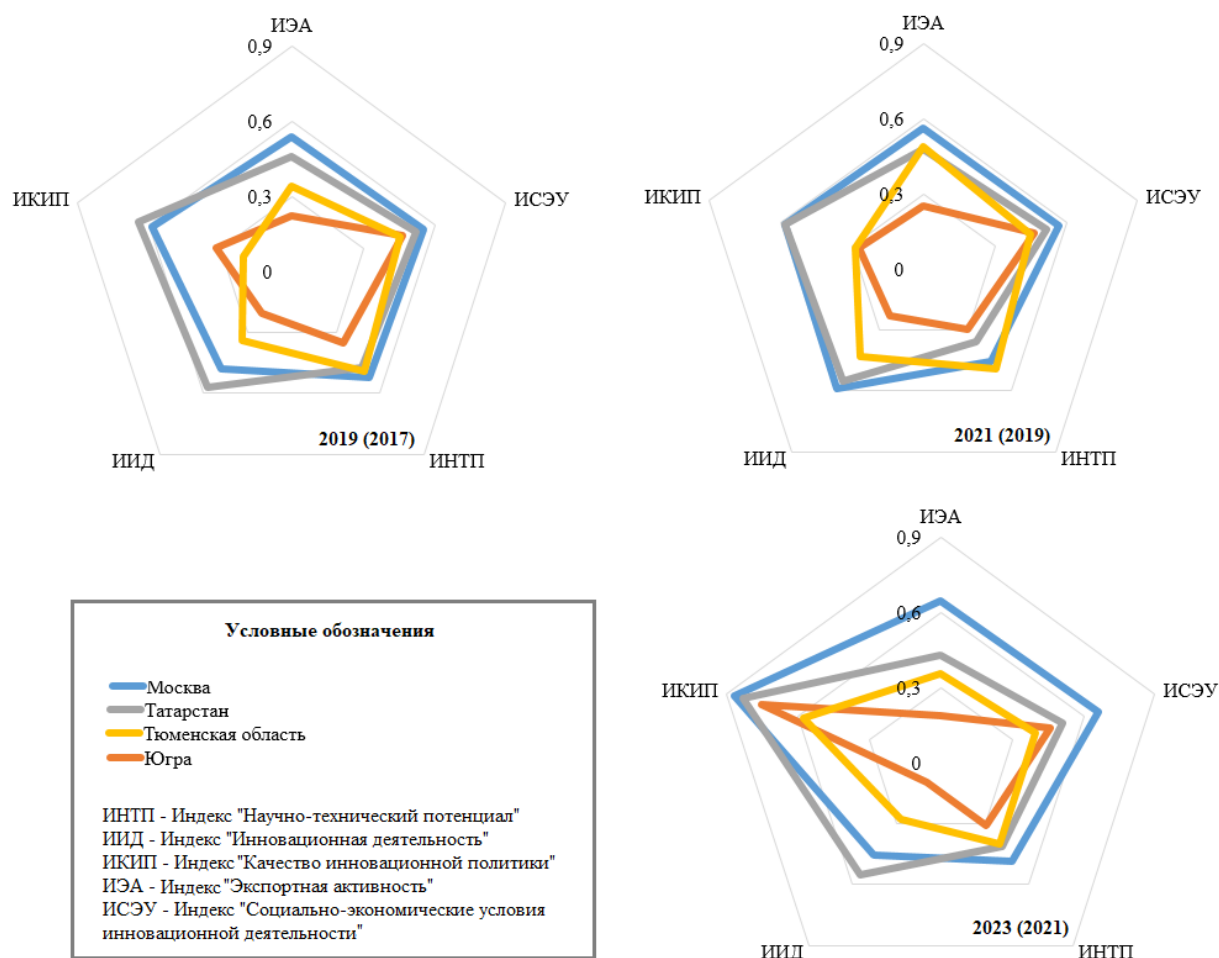 ИЭА
0,9
0,6
0,3
0
ИСЭУ
ИКИП
ИИД
ИНТП
2019 (2017)
ИЭА
0,9
0,6
0,3
0
ИСЭУ
ИКИП
ИИД
ИНТП
2021 (2019)
Условные обозначения
Москва
Татарстан
Тюменская область
Югра
ИНТП - Индекс "Научно-технический потенциал"
ИИД - Индекс "Инновационная деятельность"
ИКИП - Индекс "Качество инновационной политики"
ИЭА - Индекс "Экспортная активность"
ИСЭУ - Индекс "Социально-экономические условия
инновационной деятельности"
ИЭА
0,9
0,6
0,3
0
ИСЭУ
ИКИП
ИИД
ИНТП
2023 (2021)